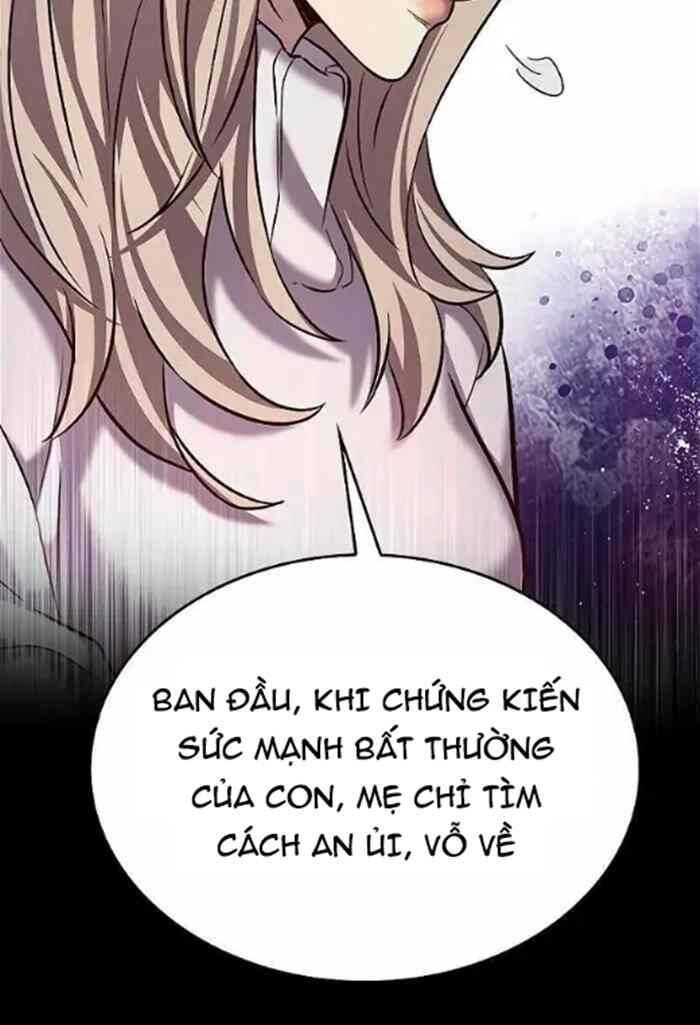 BAN ĐẦU, KHI CHỨNG KIẾN
SỨC MẠNH BẤT THƯỜNG
CỦA CON, MẸ CHỈ TÌM
CÁCH AN ỦI, VỖ VỀ